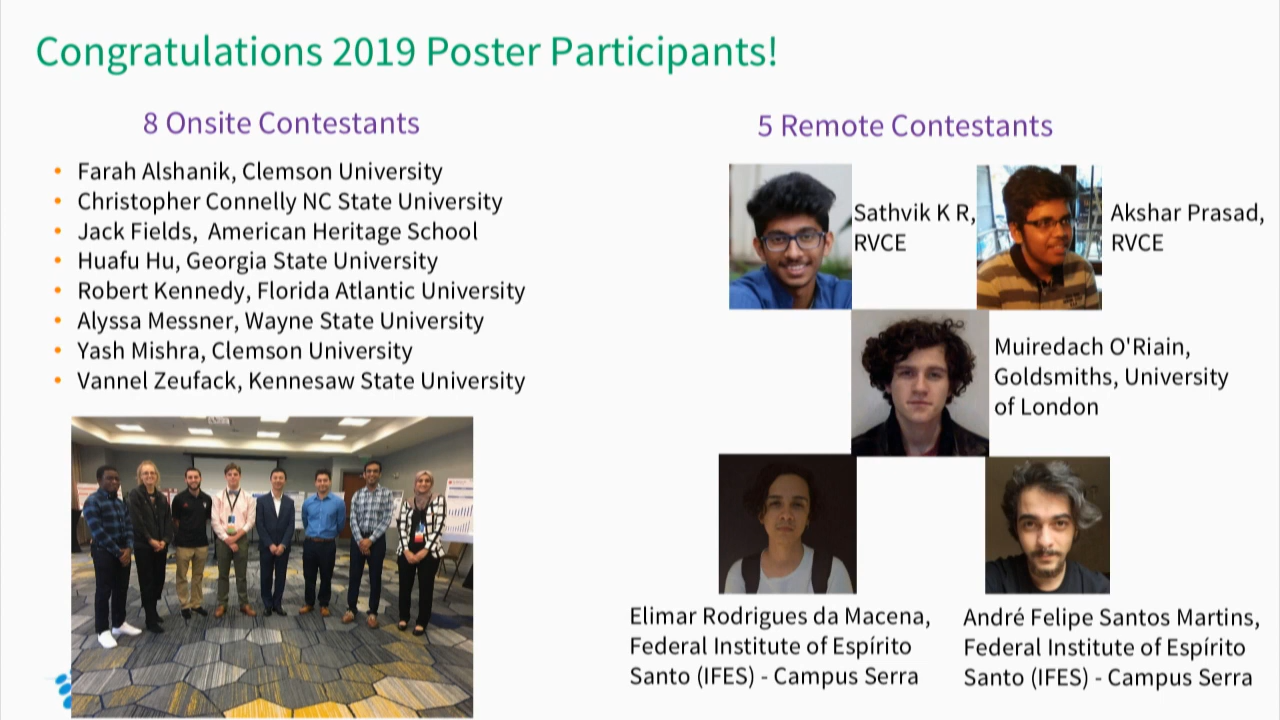 Congratulations 2019 Poster Participants!
8 Onsite Contestants
• Farah Alshanik, Clemson University
• Christopher Connelly NC State University
• Jack Fields, American Heritage School
• Huafu Hu, Georgia State University
• Robert Kennedy, Florida Atlantic University
• Alyssa Messner, Wayne State University
• Yash Mishra, Clemson University
• Vannel Zeufack, Kennesaw State University
5 Remote Contestants
Sathvik K R,
RVCE
Akshar Prasad,
RVCE
Muiredach O'Riain,
Goldsmiths, University
of London
Elimar Rodrigues da Macena,
Federal Institute of Espírito
Santo (IFES) - Campus Serra
André Felipe Santos Martins,
Federal Institute of Espírito
Santo (IFES) - Campus Serra